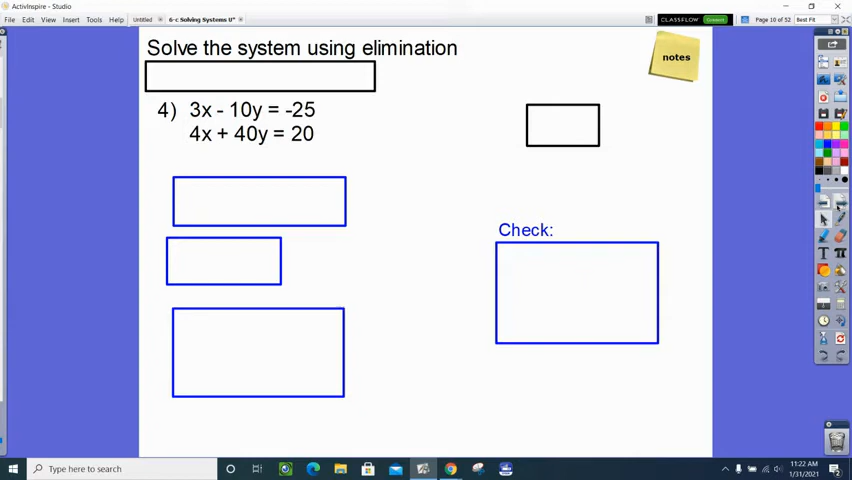 ActivInspire - Studio
File Edit View Insert Tools Help
Untitled
6-c Solving Systems U*
CLASSFLOW
Connect
Page 10 of 52
Best Fit
Solve the system using elimination
notes
4) 3x - 10y = -25
4x + 40y = 20
Check:
Type here to search
11:22 AM
1/31/2021
2